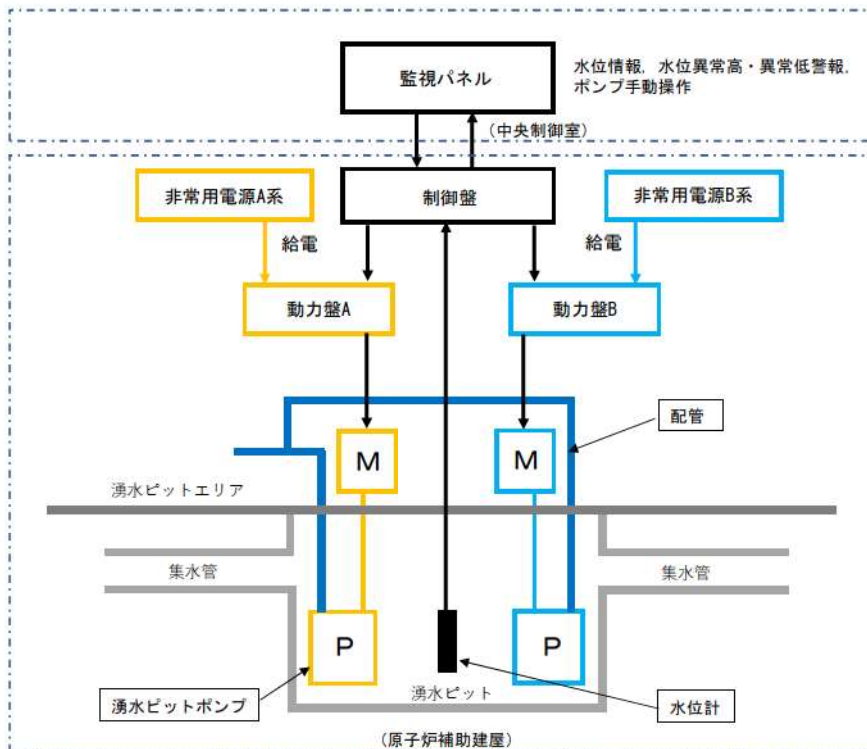 監視パネル
水位情報，水位異常高・異常低警報，
ポンプ手動操作
（中央制御室）
非常用電源A系
制御盤
非常用電源B系
給電
給電
動力盤A
動力盤B
配管
M
M
湧水ピットエリア
集水管
集水管
P
P
湧水ピット
湧水ピットポンプ
水位計
（原子炉補助建屋）